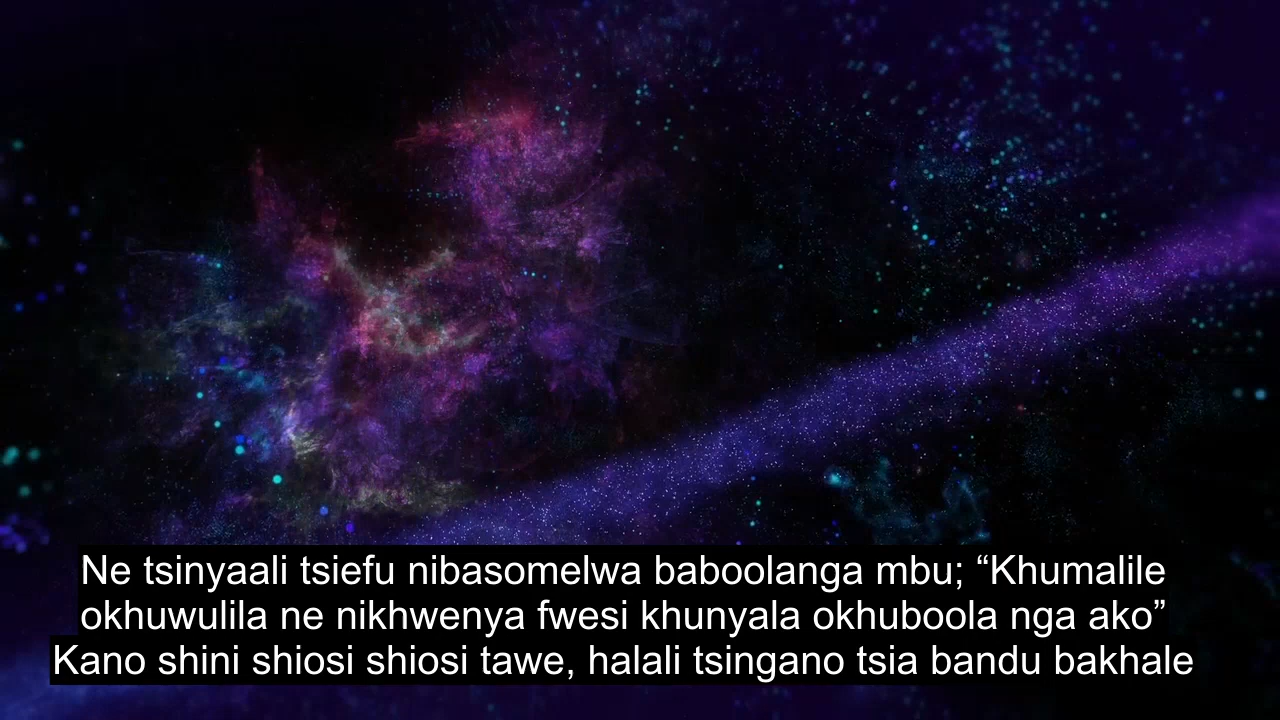 Ne tsinyaali tsiefu nibasomelwa baboolanga mbu; “Khumalile
okhuwulila ne nikhwenya fwesi khunyala okhuboola nga ako”
Kano shini shiosi shiosi tawe, halali tsingano tsia bandu bakhale